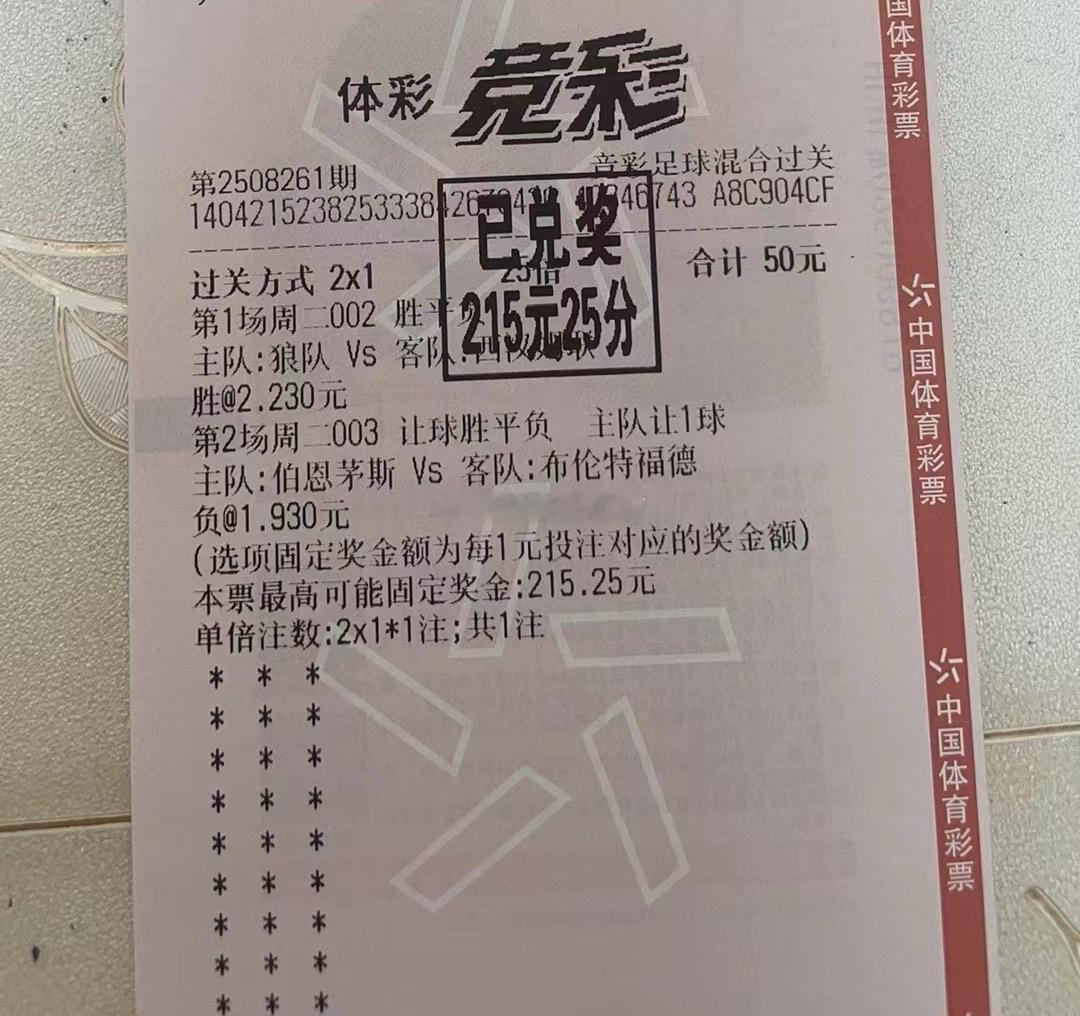 体彩 竞彩
第2508261期 竞彩足球混合过关
A8C904CF
已兑奖
215元25分
过关方式 2x1 25倍 合计 50元
第1场周二002 胜平负
主队:狼队 Vs 客队:
胜@2.230元
第2场周二003 让球胜平负 主队让1球
主队:伯恩茅斯 Vs 客队:布伦特福德
负@1.930元
(选项固定奖金额为每1元投注对应的奖金额)
本票最高可能固定奖金:215.25元
单倍注数:2x1*1注;共1注
* * *
* * *
* * *
* * *
* * *
* * *
* * *
* * *
* * *
国体育彩票
中国体育彩票
中国体育彩票